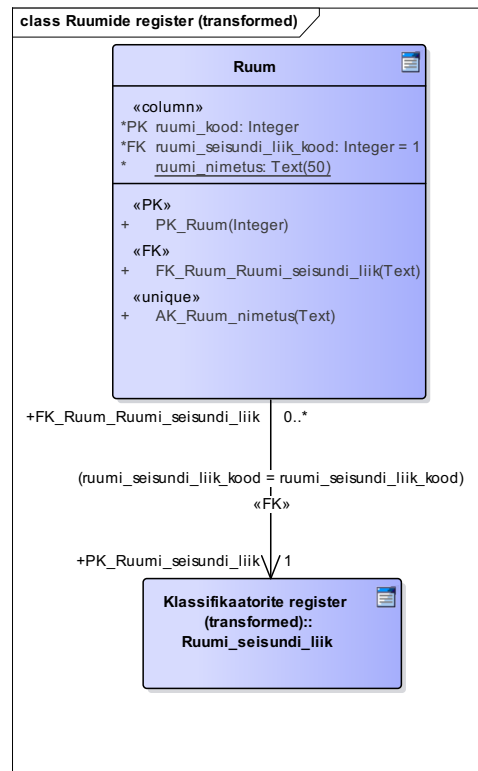 class Ruumide register (transformed)
Ruum
«column»
*PK ruumi_kood: Integer
*FK ruumi_seisundi_liik_kood: Integer = 1
* ruumi_nimetus: Text(50)
«PK»
+ PK_Ruum(Integer)
«FK»
+ FK_Ruum_Ruumi_seisundi_liik(Text)
«unique»
+ AK_Ruum_nimetus(Text)
+FK_Ruum_Ruumi_seisundi_liik 0..*
(ruumi_seisundi_liik_kood = ruumi_seisundi_liik_kood)
«FK»
+PK_Ruumi_seisundi_liik 1
Klassifikaatorite register
(transformed)::
Ruumi_seisundi_liik